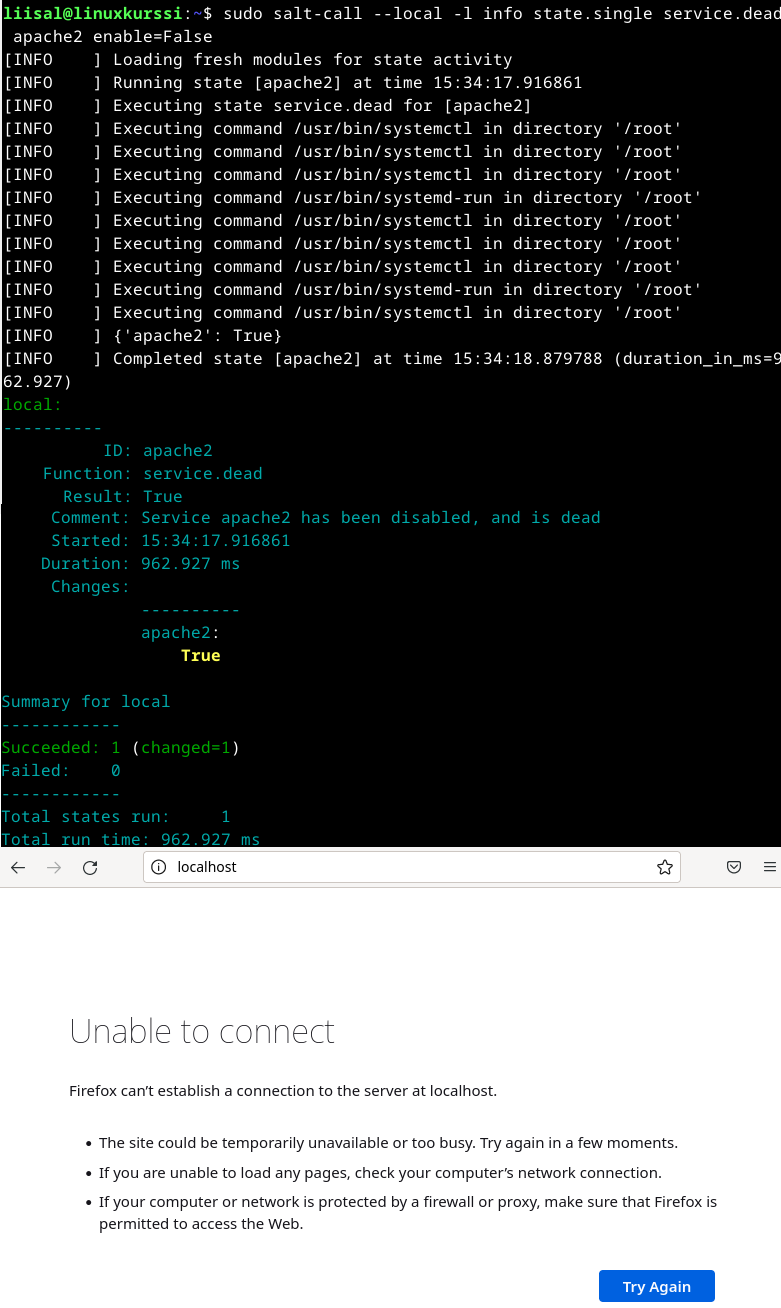 liisal@linuxkurssi:~$ sudo salt-call --local -l info state.single service.dead
 apache2 enable=False
[INFO    ] Loading fresh modules for state activity
[INFO    ] Running state [apache2] at time 15:34:17.916861
[INFO    ] Executing state service.dead for [apache2]
[INFO    ] Executing command /usr/bin/systemctl in directory '/root'
[INFO    ] Executing command /usr/bin/systemctl in directory '/root'
[INFO    ] Executing command /usr/bin/systemctl in directory '/root'
[INFO    ] Executing command /usr/bin/systemd-run in directory '/root'
[INFO    ] Executing command /usr/bin/systemctl in directory '/root'
[INFO    ] Executing command /usr/bin/systemctl in directory '/root'
[INFO    ] Executing command /usr/bin/systemctl in directory '/root'
[INFO    ] Executing command /usr/bin/systemd-run in directory '/root'
[INFO    ] Executing command /usr/bin/systemctl in directory '/root'
[INFO    ] {'apache2': True}
[INFO    ] Completed state [apache2] at time 15:34:18.879788 (duration_in_ms=9
62.927)
local:
----------
          ID: apache2
    Function: service.dead
      Result: True
     Comment: Service apache2 has been disabled, and is dead
     Started: 15:34:17.916861
    Duration: 962.927 ms
     Changes:
              ----------
              apache2:
                  True
Summary for local
------------
Succeeded: 1 (changed=1)
Failed:    0
------------
Total states run:     1
Total run time: 962.927 ms
localhost
Unable to connect
Firefox can’t establish a connection to the server at localhost.
• The site could be temporarily unavailable or too busy. Try again in a few moments.
• If you are unable to load any pages, check your computer’s network connection.
• If your computer or network is protected by a firewall or proxy, make sure that Firefox is
permitted to access the Web.
Try Again